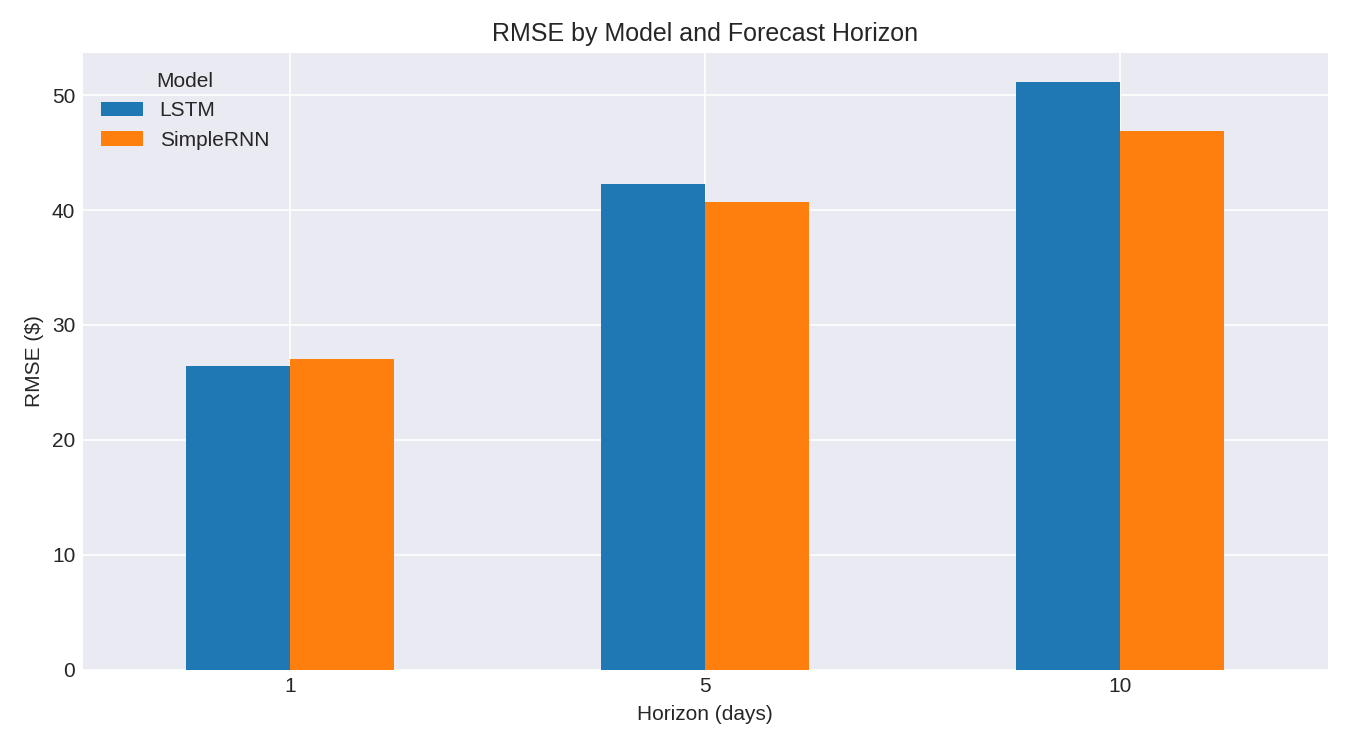 RMSE by Model and Forecast Horizon
Model
LSTM
SimpleRNN
50
40
30
20
10
0
RMSE ($)
1 5 10
Horizon (days)